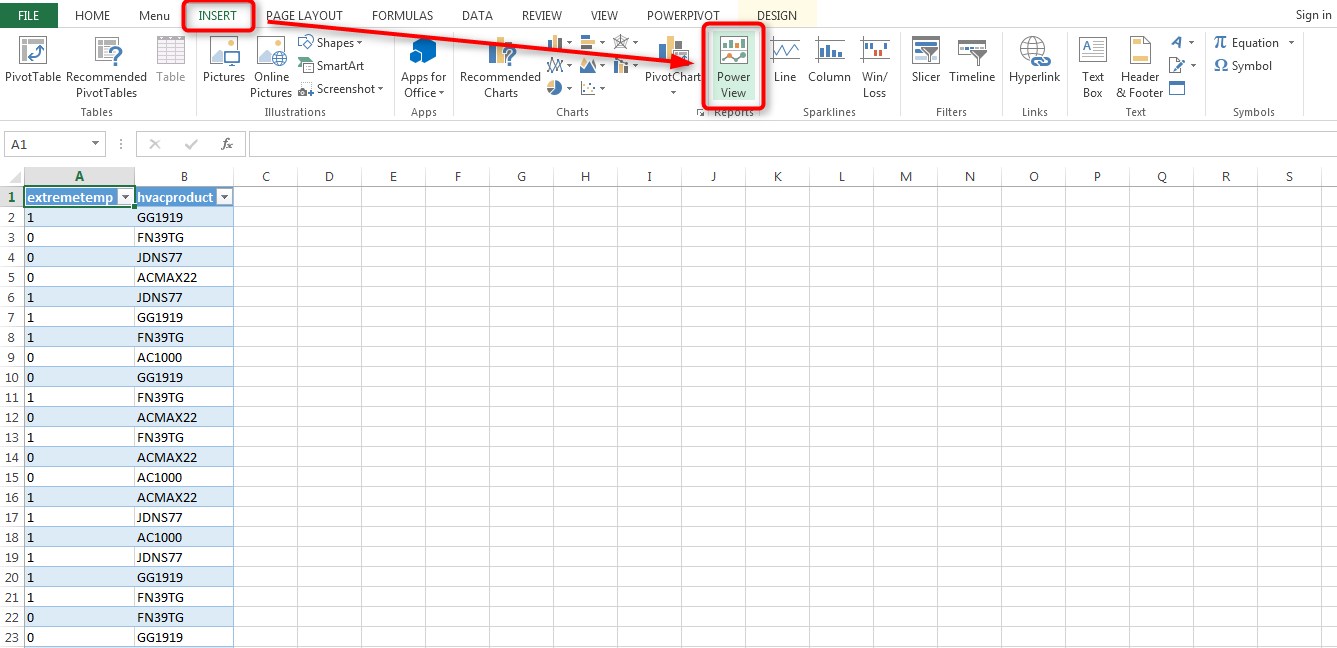 FILE HOME Menu INSERT PAGE LAYOUT FORMULAS DATA REVIEW VIEW POWERPIVOT DESIGN Sign in
PivotTable Recommended PivotTables Table
Tables
Pictures Online Pictures Shapes SmartArt Screenshot
Illustrations
Apps for Office
Apps
Recommended Charts PivotChart
Charts
Power View
Reports
Line Column Win/ Loss
Sparklines
Slicer Timeline
Filters
Hyperlink
Links
Text Box Header & Footer
Text
π Equation
Ω Symbol
Symbols
A1 fx
A B C D E F G H I J K L M N O P Q R S
1 extremetemp hvacproduct
2 1 GG1919
3 0 FN39TG
4 0 JDNS77
5 0 ACMAX22
6 1 JDNS77
7 1 GG1919
8 1 FN39TG
9 0 AC1000
10 0 GG1919
11 1 FN39TG
12 0 ACMAX22
13 1 FN39TG
14 0 ACMAX22
15 0 AC1000
16 1 ACMAX22
17 1 JDNS77
18 1 AC1000
19 1 JDNS77
20 1 GG1919
21 1 FN39TG
22 0 FN39TG
23 0 GG1919